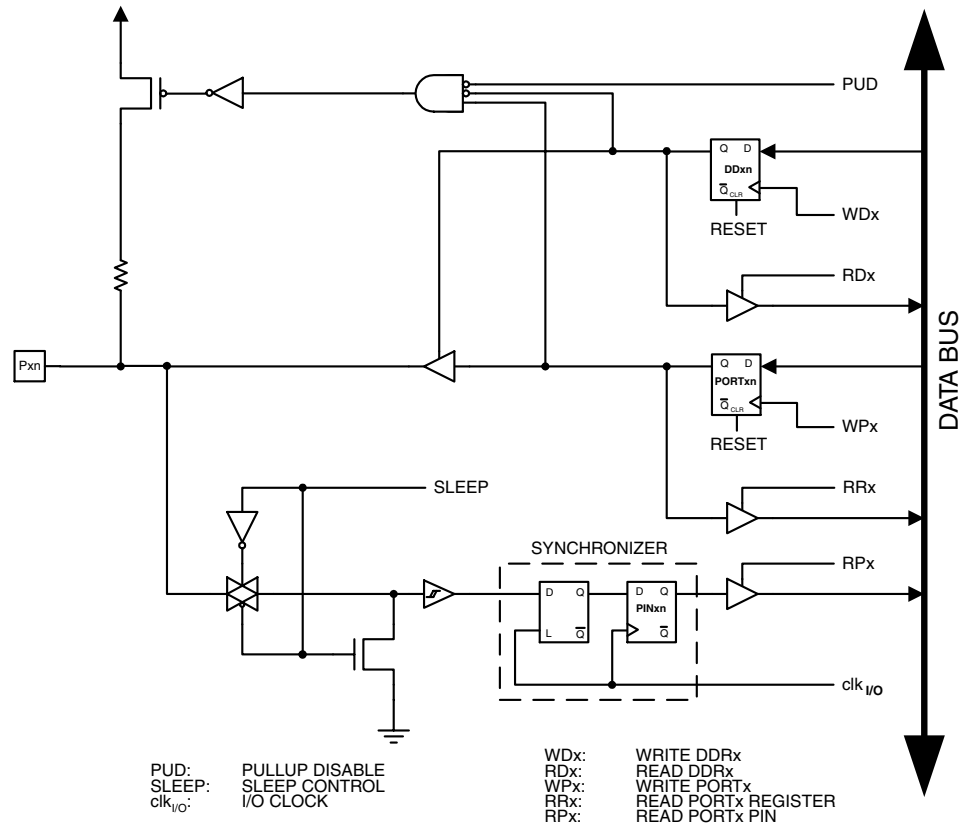 PUD
Q D
DDxn
Q CLR
WDx
RESET
RDx
DATA BUS
Pxn
Q D
PORTxn
Q CLR
WPx
RESET
SLEEP
RRx
SYNCHRONIZER
RPx
D Q
L Q
D Q
PINxn
Q
clk I/O
PUD: PULLUP DISABLE
SLEEP: SLEEP CONTROL
clkI/O: I/O CLOCK
WDx: WRITE DDRx
RDx: READ DDRx
WPx: WRITE PORTx
RRx: READ PORTx REGISTER
RPx: READ PORTx PIN